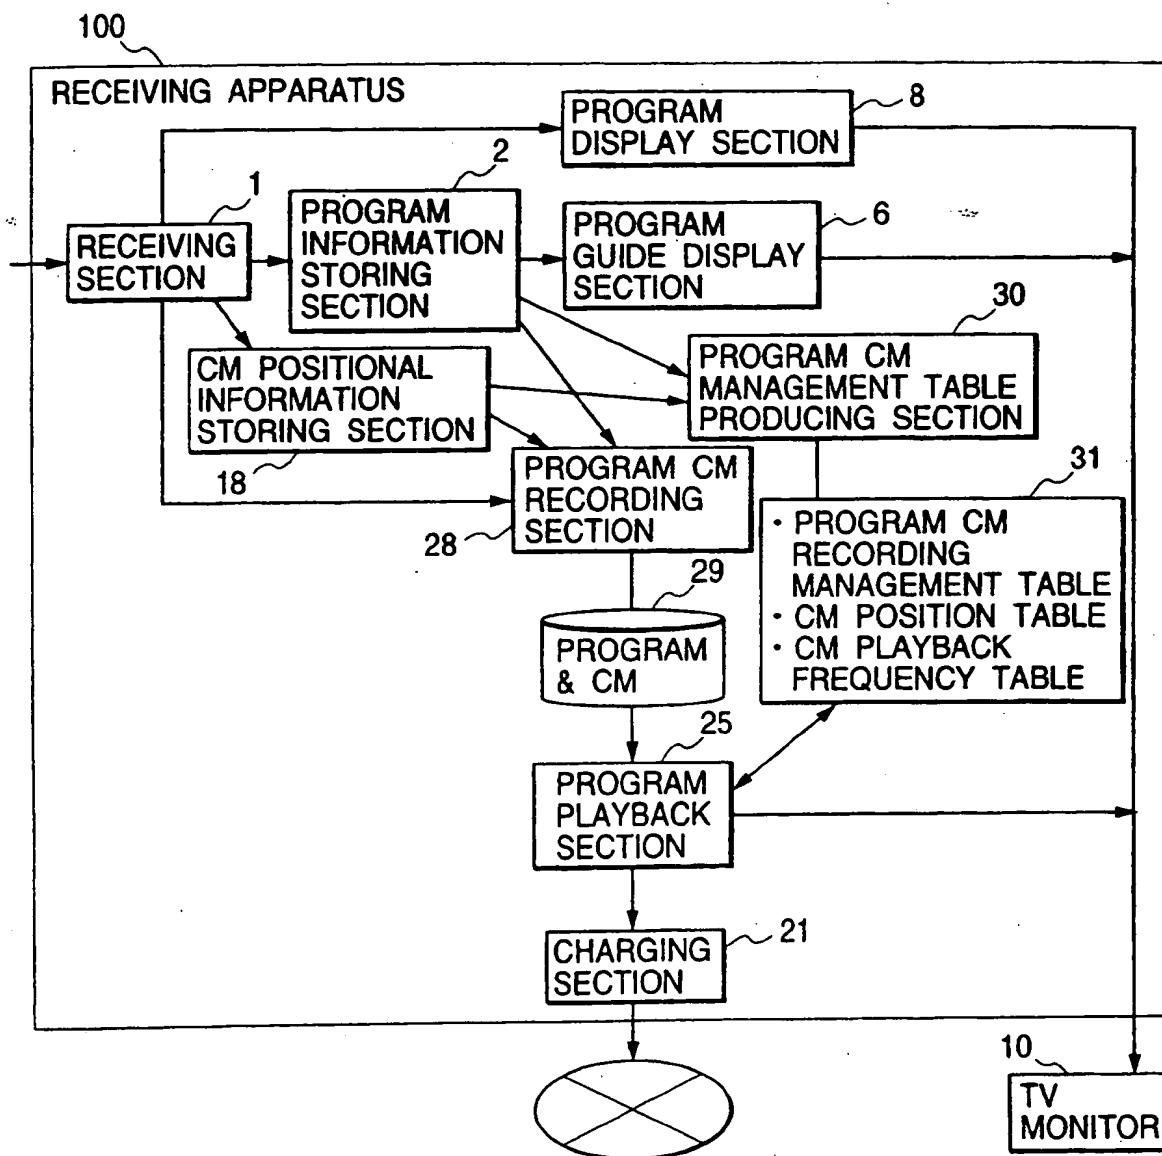 100
RECEIVING APPARATUS
PROGRAM
DISPLAY SECTION
8
1
RECEIVING
SECTION
2
PROGRAM
INFORMATION
STORING
SECTION
PROGRAM
GUIDE DISPLAY
SECTION
6
CM POSITIONAL
INFORMATION
STORING SECTION
18
30
PROGRAM CM
MANAGEMENT TABLE
PRODUCING SECTION
PROGRAM CM
RECORDING
SECTION
28
31
· PROGRAM CM
RECORDING
MANAGEMENT TABLE
· CM POSITION TABLE
· CM PLAYBACK
FREQUENCY TABLE
29
PROGRAM
& CM
25
PROGRAM
PLAYBACK
SECTION
CHARGING
SECTION
21
10
TV
MONITOR